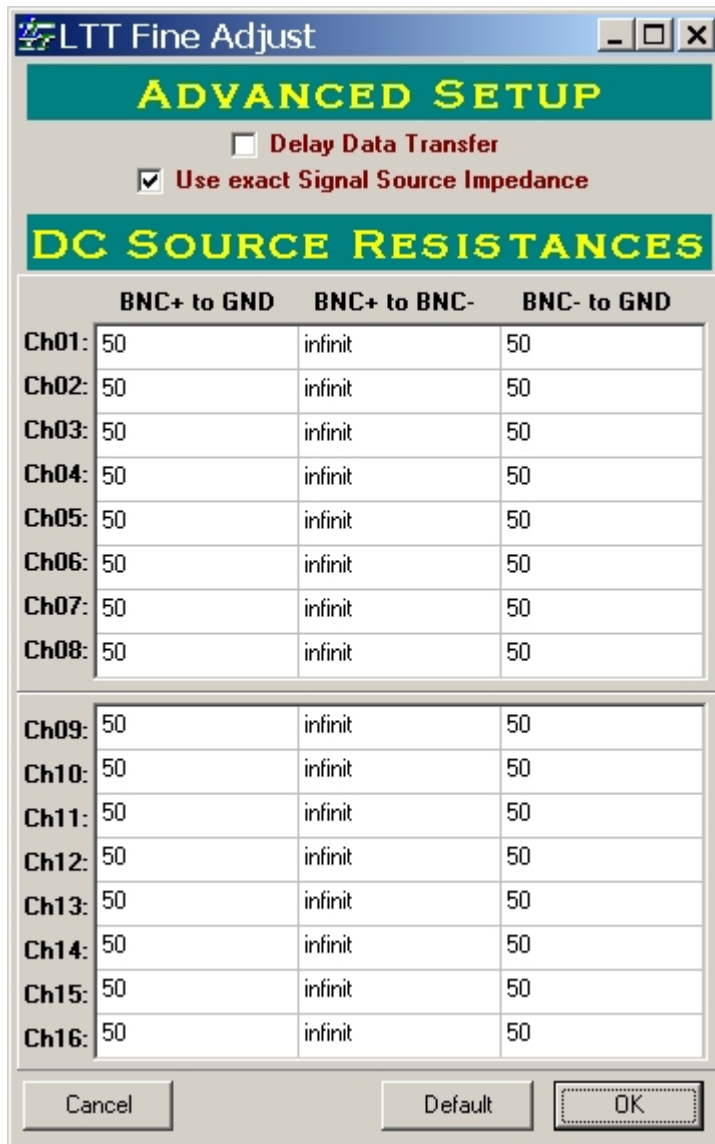 LTT Fine Adjust
ADVANCED SETUP
Delay Data Transfer
Use exact Signal Source Impedance
DC SOURCE RESISTANCES
BNC+ to GND BNC+ to BNC- BNC- to GND
Ch01: 50 infinit 50
Ch02: 50 infinit 50
Ch03: 50 infinit 50
Ch04: 50 infinit 50
Ch05: 50 infinit 50
Ch06: 50 infinit 50
Ch07: 50 infinit 50
Ch08: 50 infinit 50
Ch09: 50 infinit 50
Ch10: 50 infinit 50
Ch11: 50 infinit 50
Ch12: 50 infinit 50
Ch13: 50 infinit 50
Ch14: 50 infinit 50
Ch15: 50 infinit 50
Ch16: 50 infinit 50
Cancel Default OK